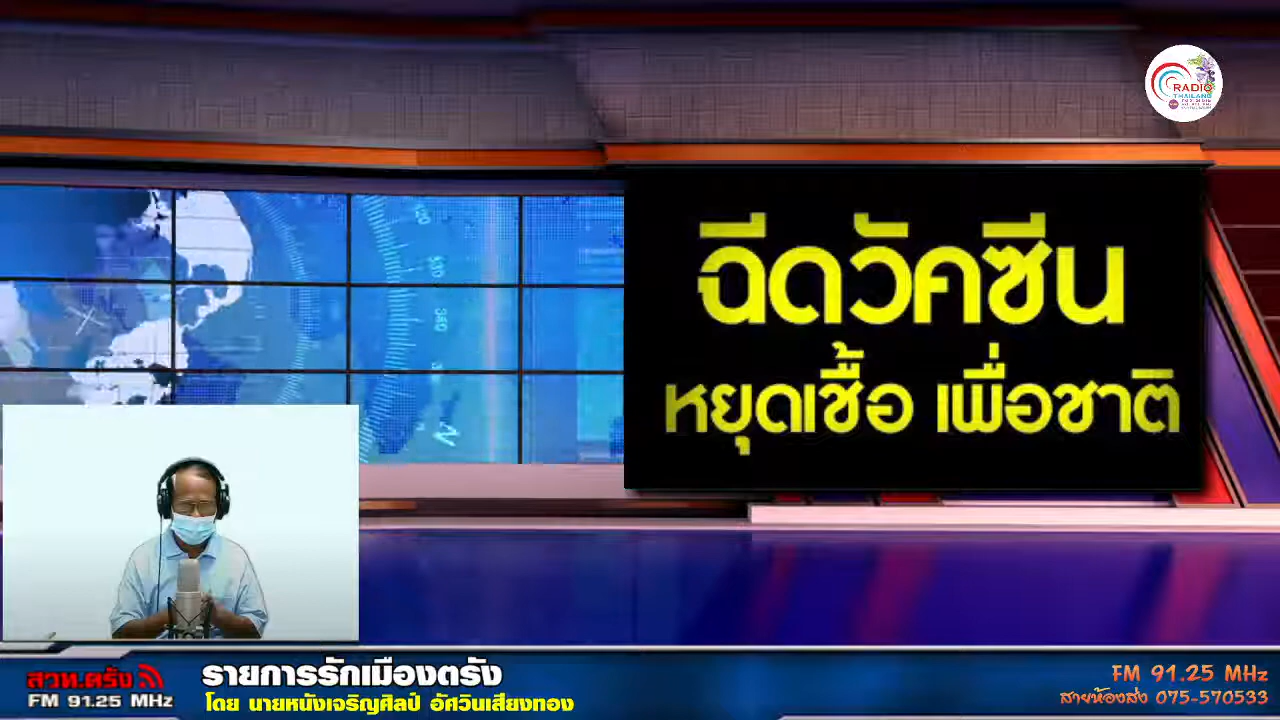 RADIO
THAILAND
ฉีดวัคซีน
หยุดเชื้อ เพื่อชาติ
330
340
N
สวท.ตรัง
FM 91.25 MHz
รายการรักเมืองตรัง
โดย นายหนังเจริญศิลป์ อัศวินเสียงทอง
FM 91.25 MHz
สายห้องส่ง 075-570533